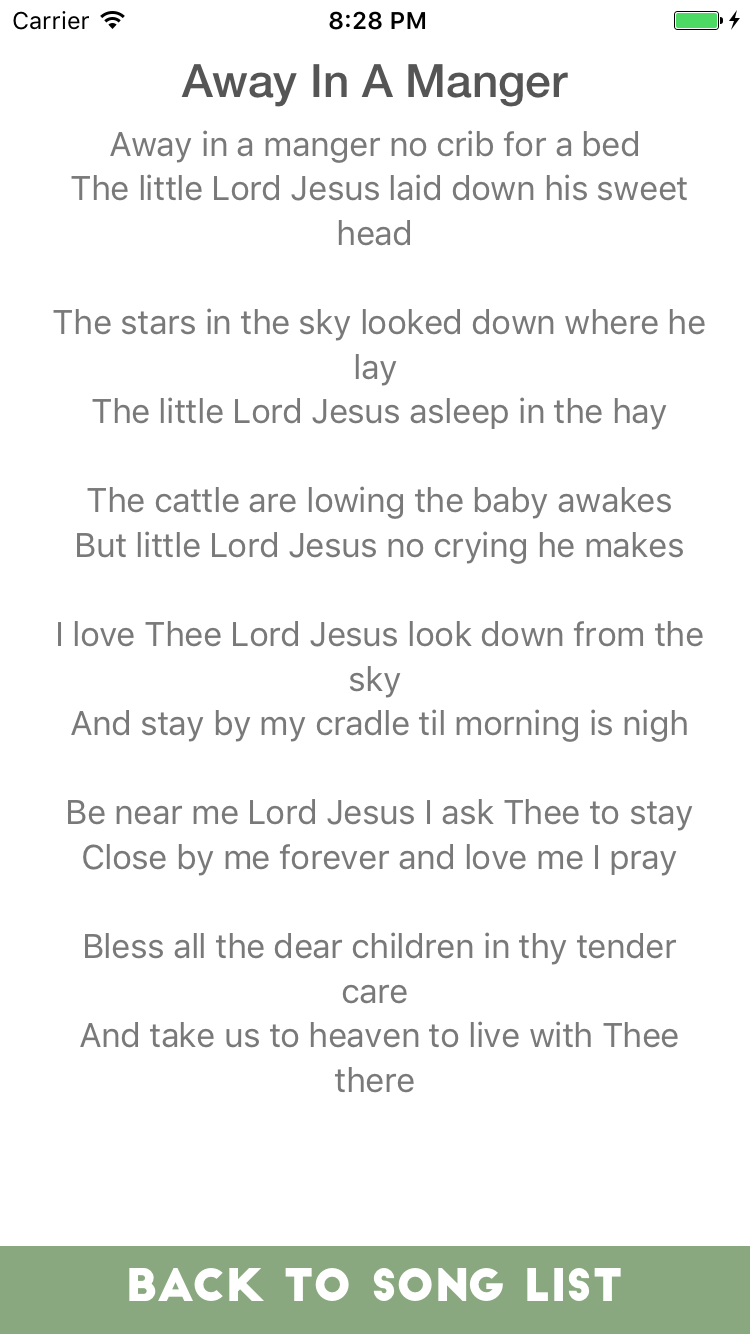 Carrier 8:28 PM
Away In A Manger
Away in a manger no crib for a bed
The little Lord Jesus laid down his sweet
head
The stars in the sky looked down where he
lay
The little Lord Jesus asleep in the hay
The cattle are lowing the baby awakes
But little Lord Jesus no crying he makes
I love Thee Lord Jesus look down from the
sky
And stay by my cradle til morning is nigh
Be near me Lord Jesus I ask Thee to stay
Close by me forever and love me I pray
Bless all the dear children in thy tender
care
And take us to heaven to live with Thee
there
BACK TO SONG LIST